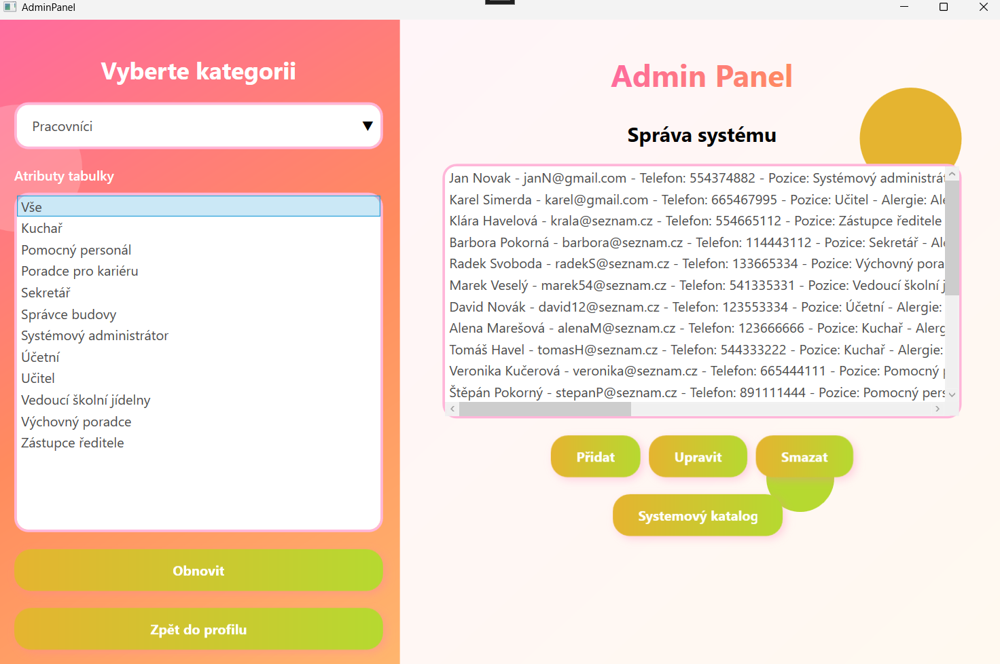 AdminPanel
Vyberte kategorii
Pracovníci
Atributy tabulky
Vše
Kuchař
Pomocný personál
Poradce pro kariéru
Sekretář
Správce budovy
Systémový administrátor
Účetní
Učitel
Vedoucí školní jídelny
Výchovný poradce
Zástupce ředitele
Obnovit
Zpět do profilu
Admin Panel
Správa systému
Jan Novak - janN@gmail.com - Telefon: 554374882 - Pozice: Systémový administrát
Karel Simerda - karel@gmail.com - Telefon: 665467995 - Pozice: Učitel - Alergie: Ale
Klára Havelová - krala@seznam.cz - Telefon: 554665112 - Pozice: Zástupce ředitele
Barbora Pokorná - barbora@seznam.cz - Telefon: 114443112 - Pozice: Sekretář - Ale
Radek Svoboda - radekS@seznam.cz - Telefon: 133665334 - Pozice: Výchovný pora
Marek Veselý - marek54@seznam.cz - Telefon: 541335331 - Pozice: Vedoucí školní j
David Novák - david12@seznam.cz - Telefon: 123553334 - Pozice: Účetní - Alergie:
Alena Marešová - alenaM@seznam.cz - Telefon: 123666666 - Pozice: Kuchař - Alerg
Tomáš Havel - tomasH@seznam.cz - Telefon: 544333222 - Pozice: Kuchař - Alergie:
Veronika Kučerová - veronika@seznam.cz - Telefon: 665444111 - Pozice: Pomocný p
Štěpán Pokorný - stepanP@seznam.cz - Telefon: 891111444 - Pozice: Pomocný pers
Přidat
Upravit
Smazat
Systemový katalog